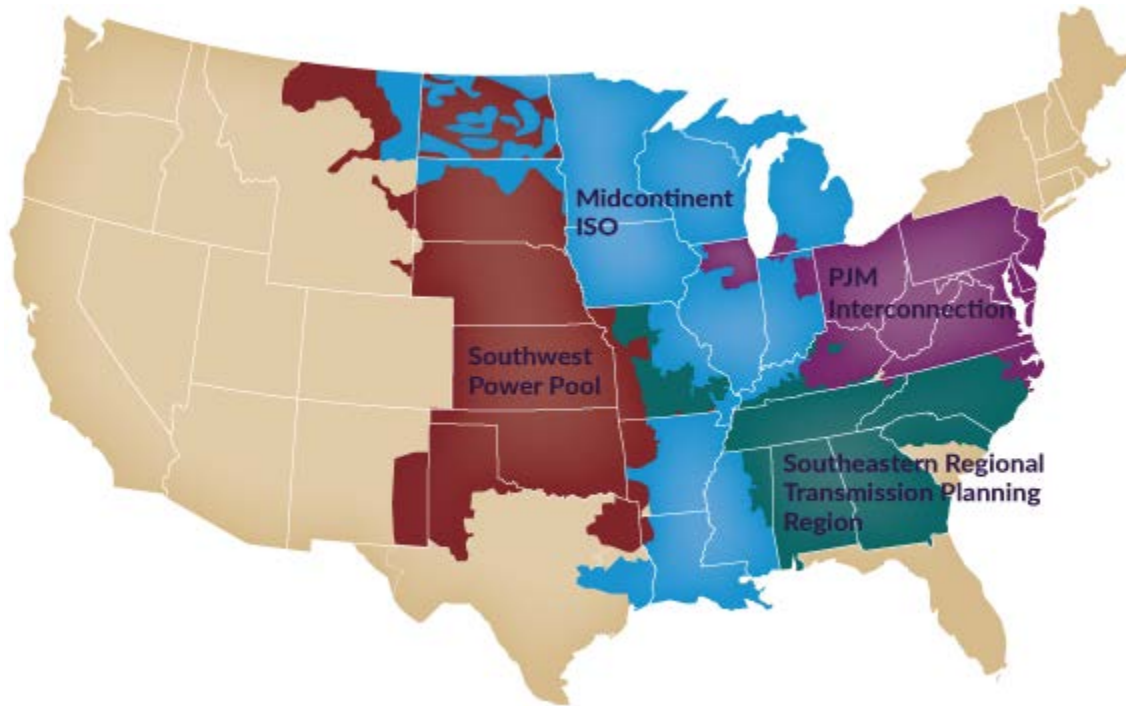 Midcontinent
ISO
PJM
Interconnection
Southwest
Power Pool
Southeastern Regional
Transmission Planning
Region